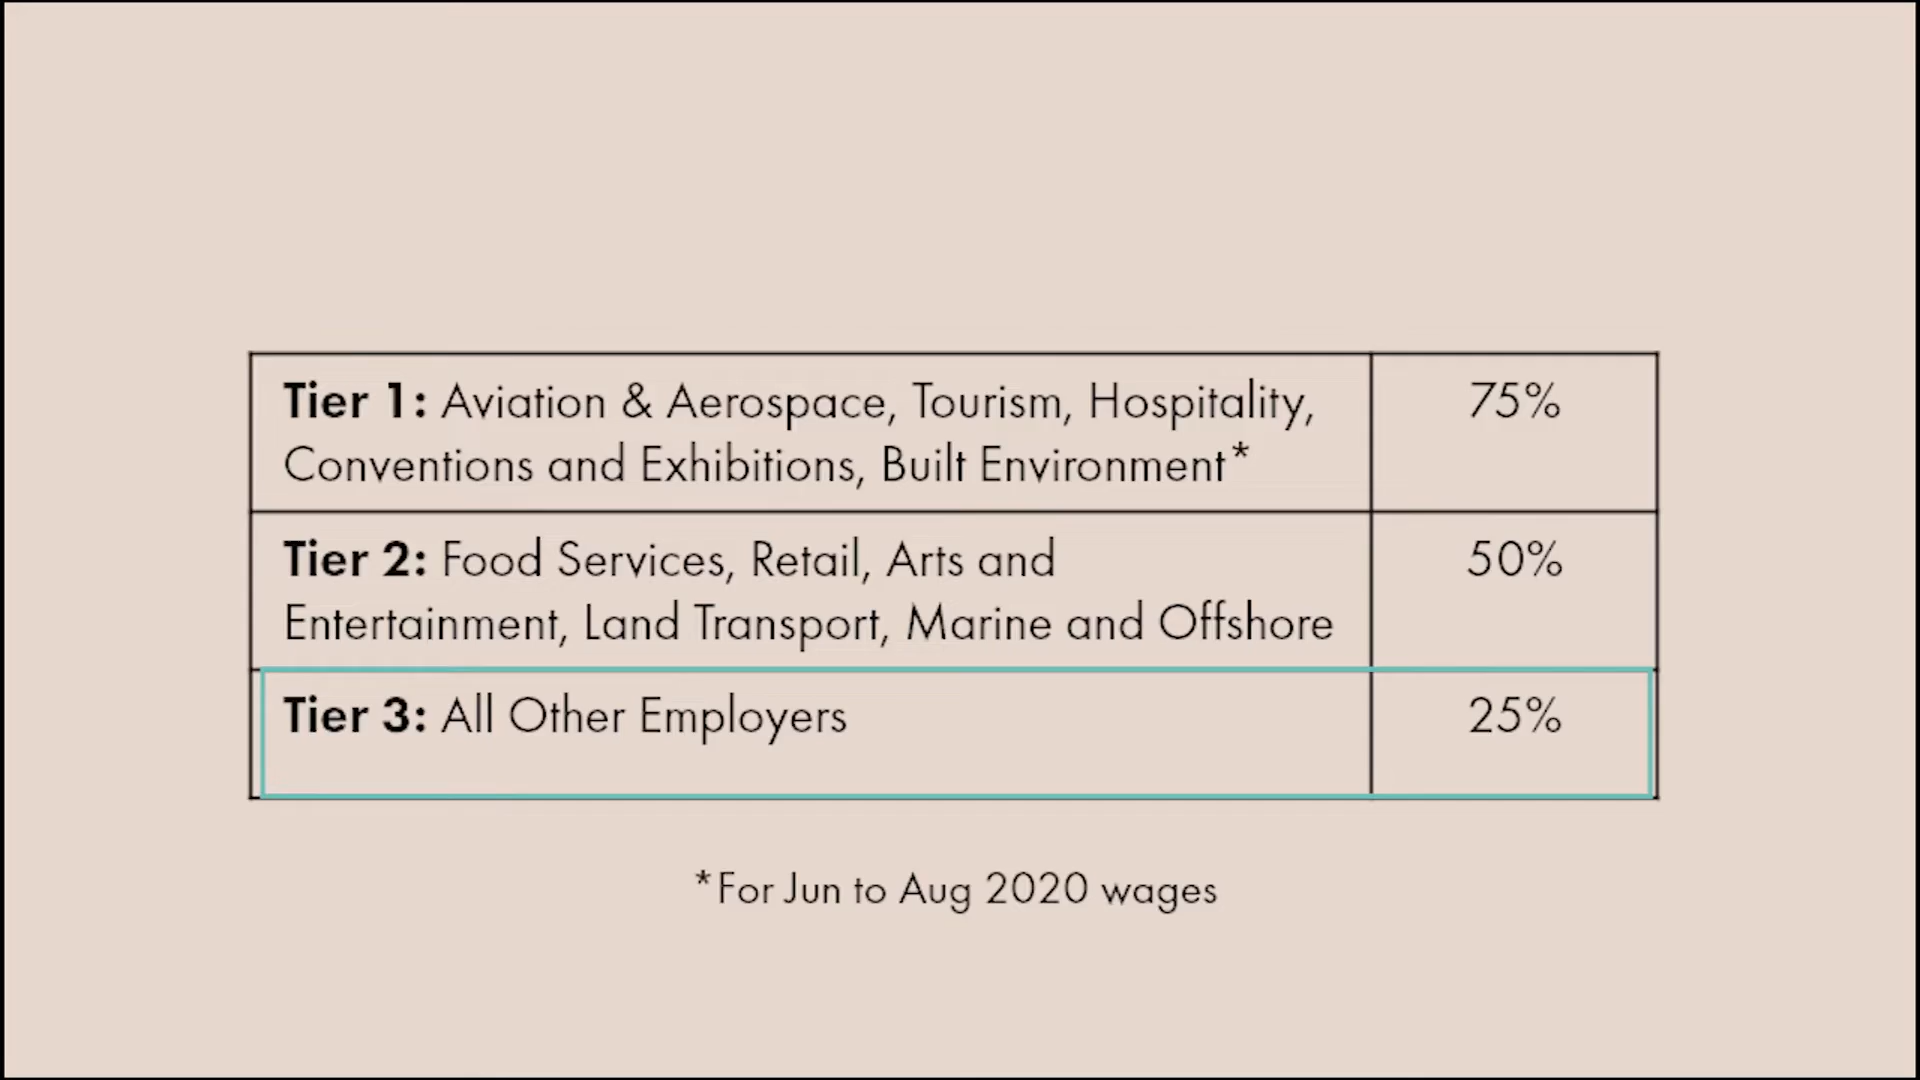 Tier 1: Aviation & Aerospace, Tourism, Hospitality,
Conventions and Exhibitions, Built Environment*
75%
Tier 2: Food Services, Retail, Arts and
Entertainment, Land Transport, Marine and Offshore
50%
Tier 3: All Other Employers
25%
*For Jun to Aug 2020 wages